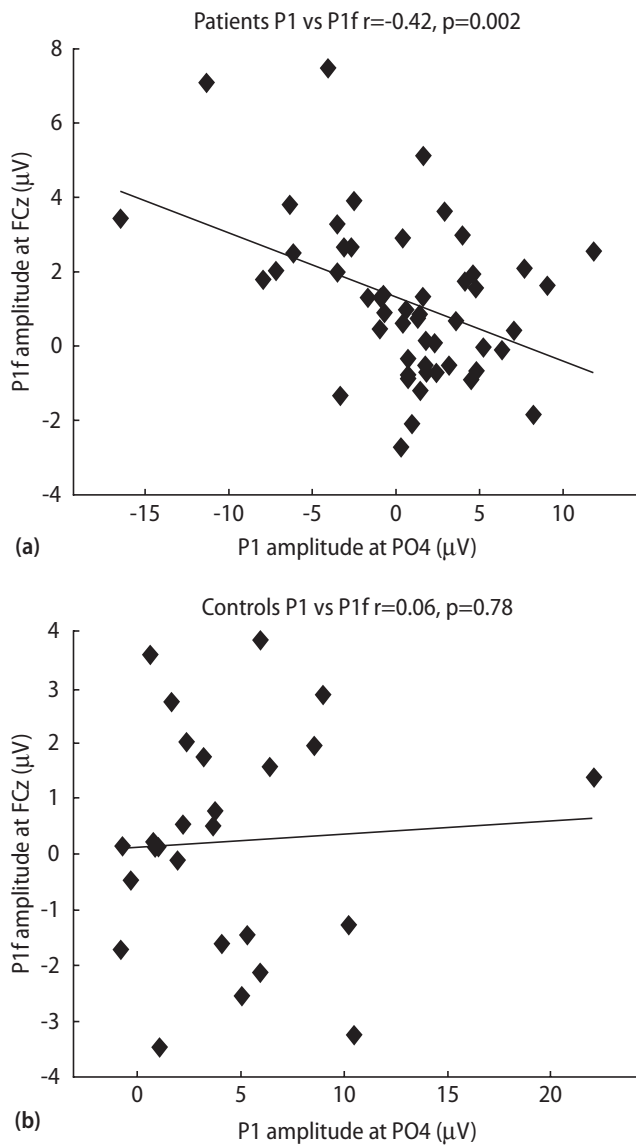 Patients P1 vs P1f r=-0.42, p=0.002
8
6
4
2
0
-2
-4
P1f amplitude at FCz (μV)
-15 -10 -5 0 5 10
(a)
P1 amplitude at PO4 (μV)
Controls P1 vs P1f r=0.06, p=0.78
4
3
2
1
0
-1
-2
-3
-4
P1f amplitude at FCz (μV)
0 5 10 15 20
(b)
P1 amplitude at PO4 (μV)